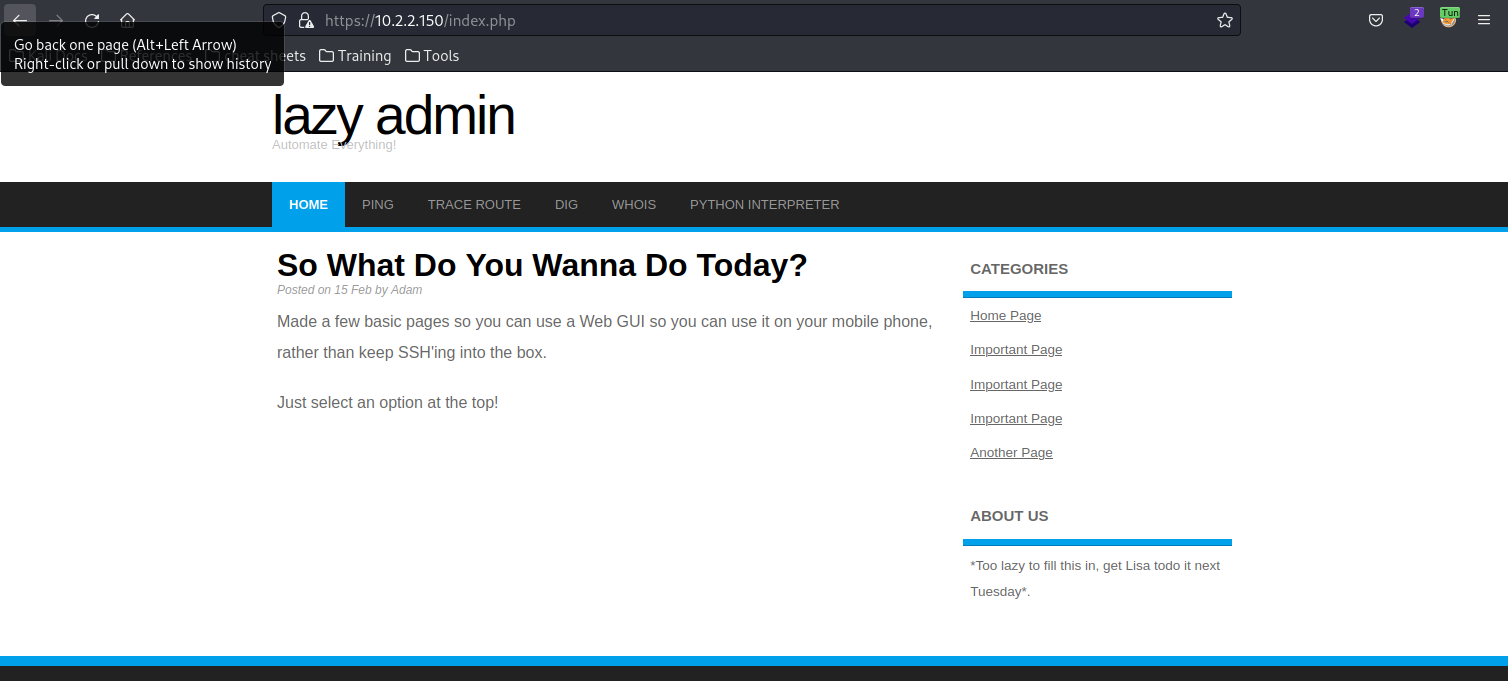 https://10.2.2.150/index.php
2
Tun
Go back one page (Alt+Left Arrow)
Right-click or pull down to show history
Kali Docs References cheat sheets Training Tools
lazy admin
Automate Everything!
HOME PING TRACE ROUTE DIG WHOIS PYTHON INTERPRETER
So What Do You Wanna Do Today?
Posted on 15 Feb by Adam
Made a few basic pages so you can use a Web GUI so you can use it on your mobile phone,
rather than keep SSH'ing into the box.
Just select an option at the top!
CATEGORIES
Home Page
Important Page
Important Page
Important Page
Another Page
ABOUT US
*Too lazy to fill this in, get Lisa todo it next
Tuesday*.